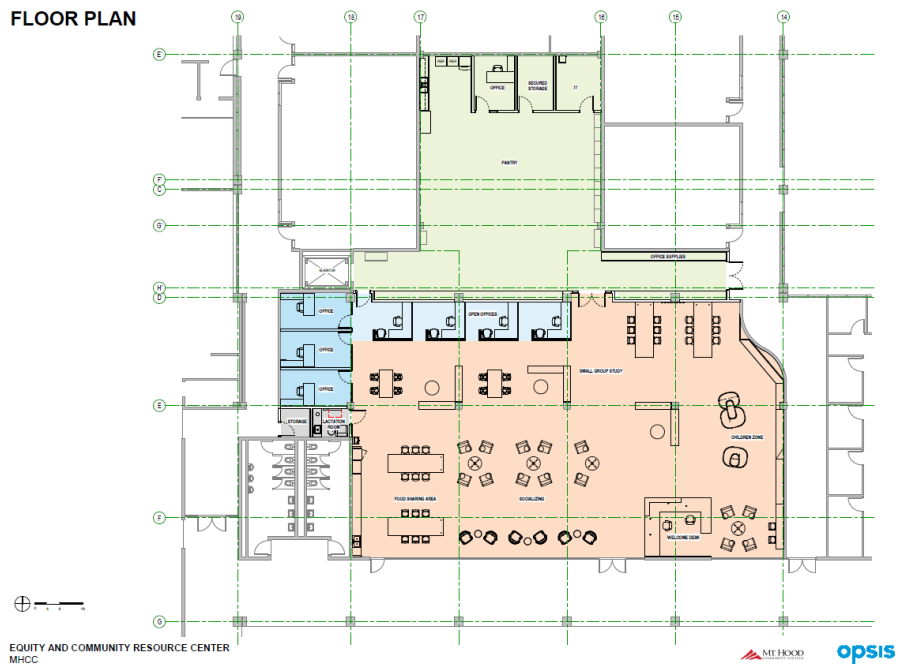 FLOOR PLAN
19
18
17
16
15
14
E'
OFFICE
SECURED
STORAGE
IT
PANTRY
F'
C
G'
OFFICE SUPPLIES
ELEVATOR
H'
D
OFFICE
OPEN OFFICES
OFFICE
SMALL GROUP STUDY
OFFICE
E
STORAGE
LACTATION
ROOM
CHILDREN ZONE
FOOD SHARING AREA
SOCIALIZING
F
WELCOME DESK
G
EQUITY AND COMMUNITY RESOURCE CENTER
MHCC
MT HOOD
COMMUNITY COLLEGE
opsis